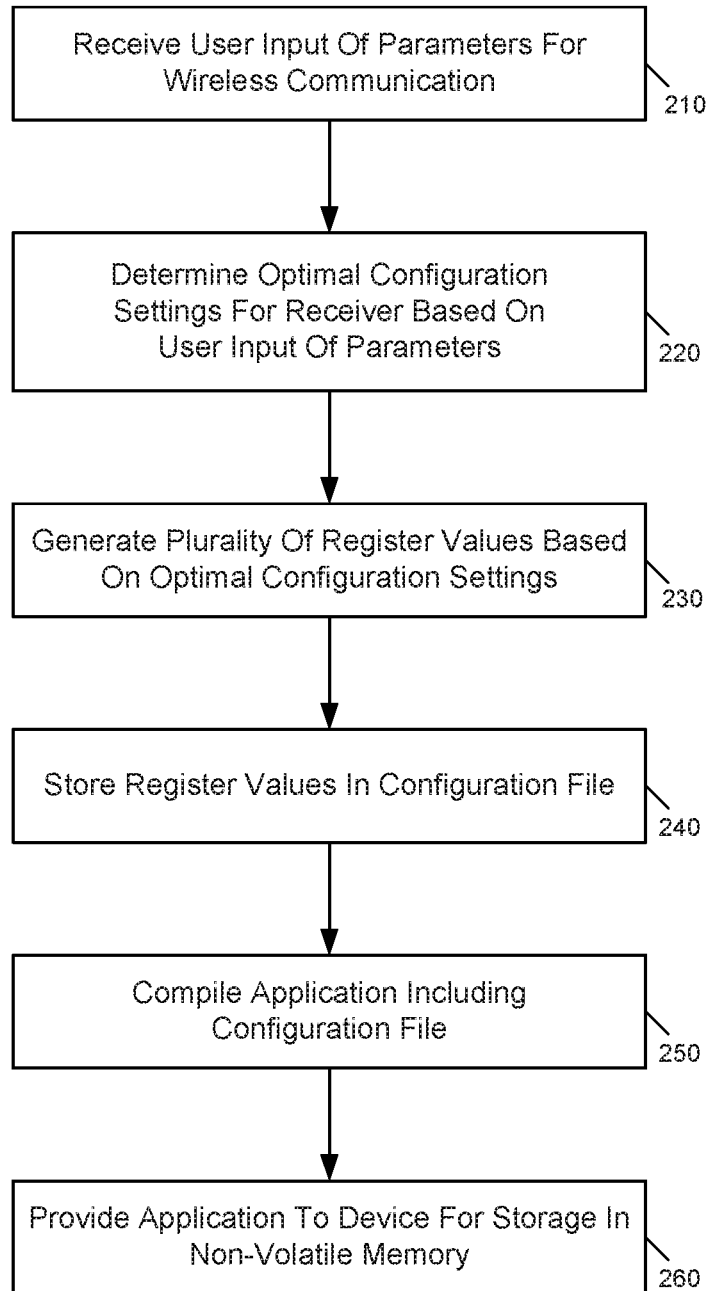 Receive User Input Of Parameters For
Wireless Communication
210
Determine Optimal Configuration
Settings For Receiver Based On
User Input Of Parameters
220
Generate Plurality Of Register Values Based
On Optimal Configuration Settings
230
Store Register Values In Configuration File
240
Compile Application Including
Configuration File
250
Provide Application To Device For Storage In
Non-Volatile Memory
260